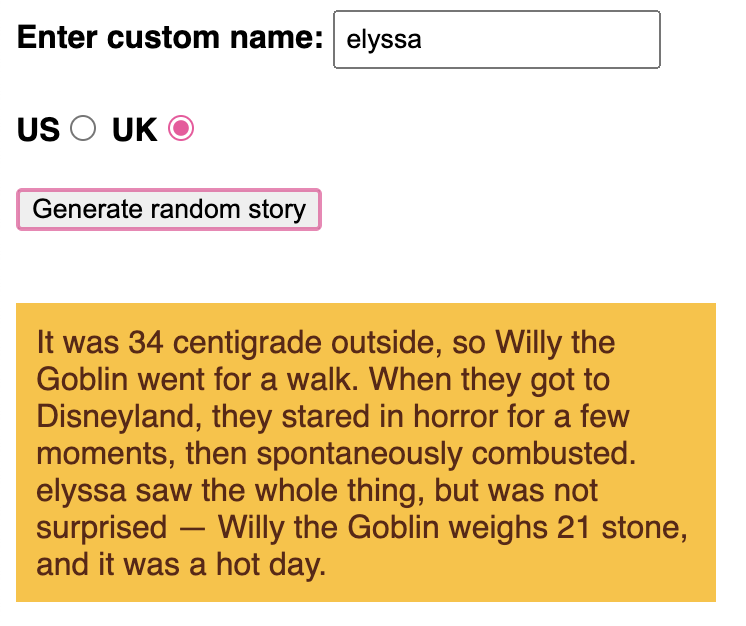 Enter custom name: elyssa
US UK
Generate random story
It was 34 centigrade outside, so Willy the
Goblin went for a walk. When they got to
Disneyland, they stared in horror for a few
moments, then spontaneously combusted.
elyssa saw the whole thing, but was not
surprised — Willy the Goblin weighs 21 stone,
and it was a hot day.